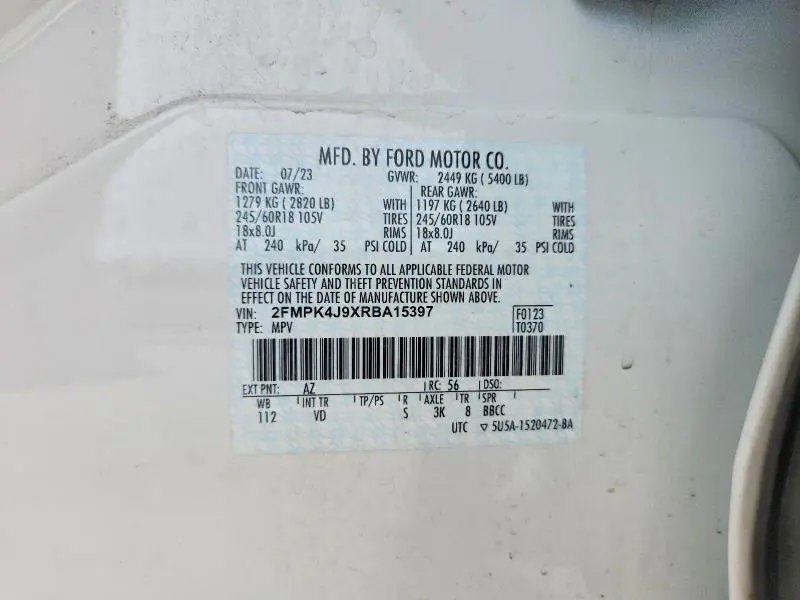 MFD. BY FORD MOTOR CO.
DATE: 07/23 GVWR: 2449 KG ( 5400 LB)
FRONT GAWR: REAR GAWR:
1279 KG ( 2820 LB) WITH 1197 KG ( 2640 LB) WITH
245/60R18 105V TIRES 245/60R18 105V TIRES
18x8.0J RIMS 18x8.0J RIMS
AT 240 kPa/ 35 PSI COLD AT 240 kPa/ 35 PSI COLD
THIS VEHICLE CONFORMS TO ALL APPLICABLE FEDERAL MOTOR
VEHICLE SAFETY AND THEFT PREVENTION STANDARDS IN
EFFECT ON THE DATE OF MANUFACTURE SHOWN ABOVE.
VIN: 2FMPK4J9XRBA15397 F0123
TYPE: MPV T0370
EXT PNT: AZ RC: 56 DSO:
WB INT TR TP/PS R AXLE TR SPR
112 VD S 3K 8 BBCC
UTC ▽ 5U5A-1520472-BA